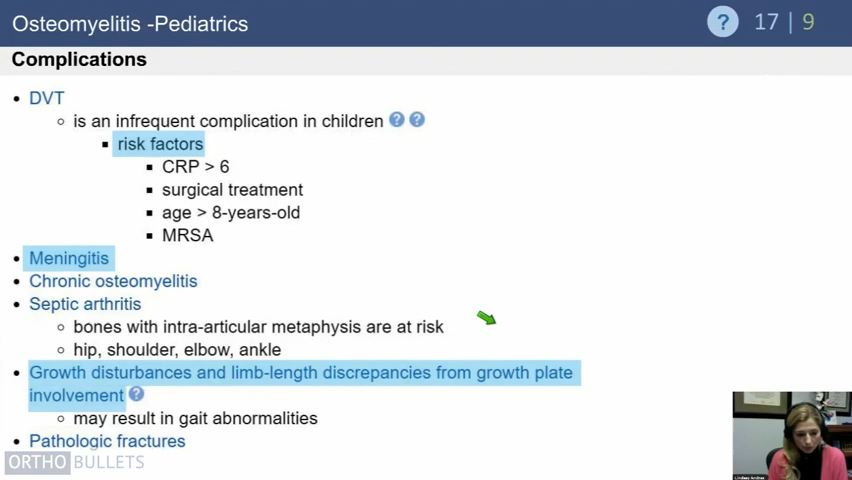 Osteomyelitis -Pediatrics
? 17 | 9
Complications
• DVT
○ is an infrequent complication in children ? ?
▪ risk factors
▪ CRP > 6
▪ surgical treatment
▪ age > 8-years-old
▪ MRSA
• Meningitis
• Chronic osteomyelitis
• Septic arthritis
○ bones with intra-articular metaphysis are at risk
○ hip, shoulder, elbow, ankle
• Growth disturbances and limb-length discrepancies from growth plate
involvement ?
○ may result in gait abnormalities
• Pathologic fractures
ORTHO BULLETS
Lindsay Andras